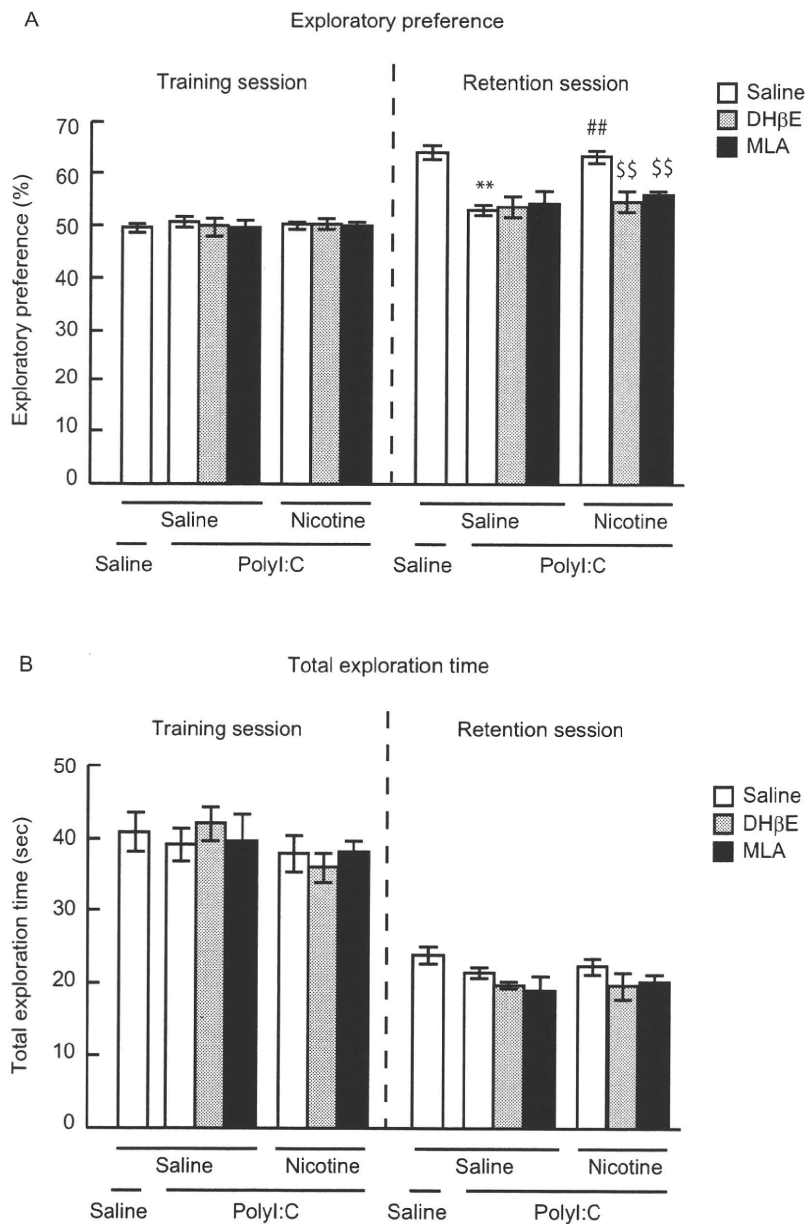 A
Exploratory preference
Training session
Retention session
Saline
DHβE
MLA
Exploratory preference (%)
70
60
50
40
30
20
10
0
**
##
$$ $$
Saline Nicotine Saline Nicotine
Saline PolyI:C Saline PolyI:C
B
Total exploration time
Training session
Retention session
Saline
DHβE
MLA
Total exploration time (sec)
50
40
30
20
10
0
Saline Nicotine Saline Nicotine
Saline PolyI:C Saline PolyI:C